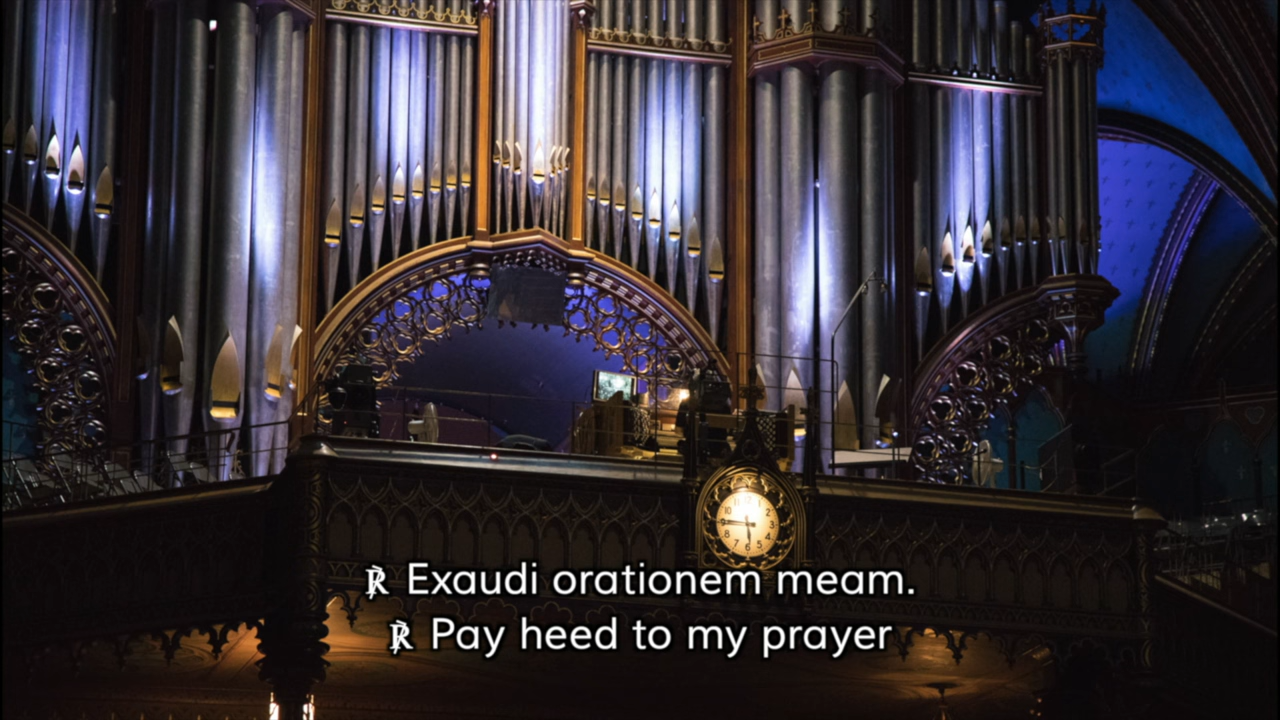 ℟ Exaudi orationem meam.
℟ Pay heed to my prayer